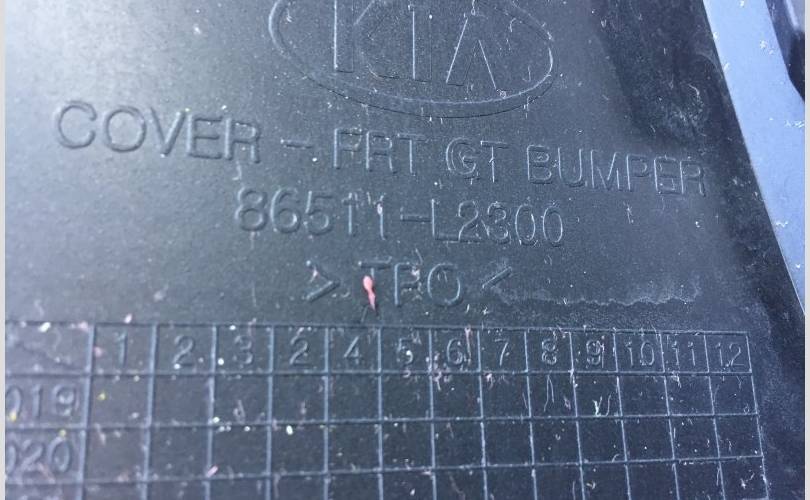 KIA
COVER - FRT GT BUMPER
86511-L2300
>TPO<
1 2 3 2 4 5 6 7 8 9 10 11 12
019
020